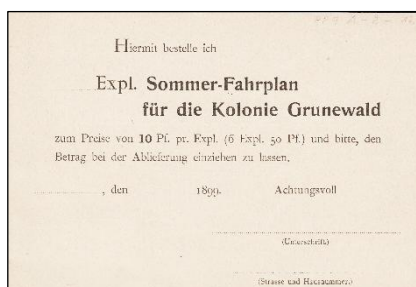 Hiermit bestelle ich
Expl. Sommer-Fahrplan
für die Kolonie Grunewald
zum Preise von 10 Pf. pr. Expl. (6 Expl. 50 Pf.) und bitte, den
Betrag bei der Ablieferung einziehen zu lassen.
, den 1899. Achtungsvoll
(Unterschrift.)
(Strasse und Hausnummer.)